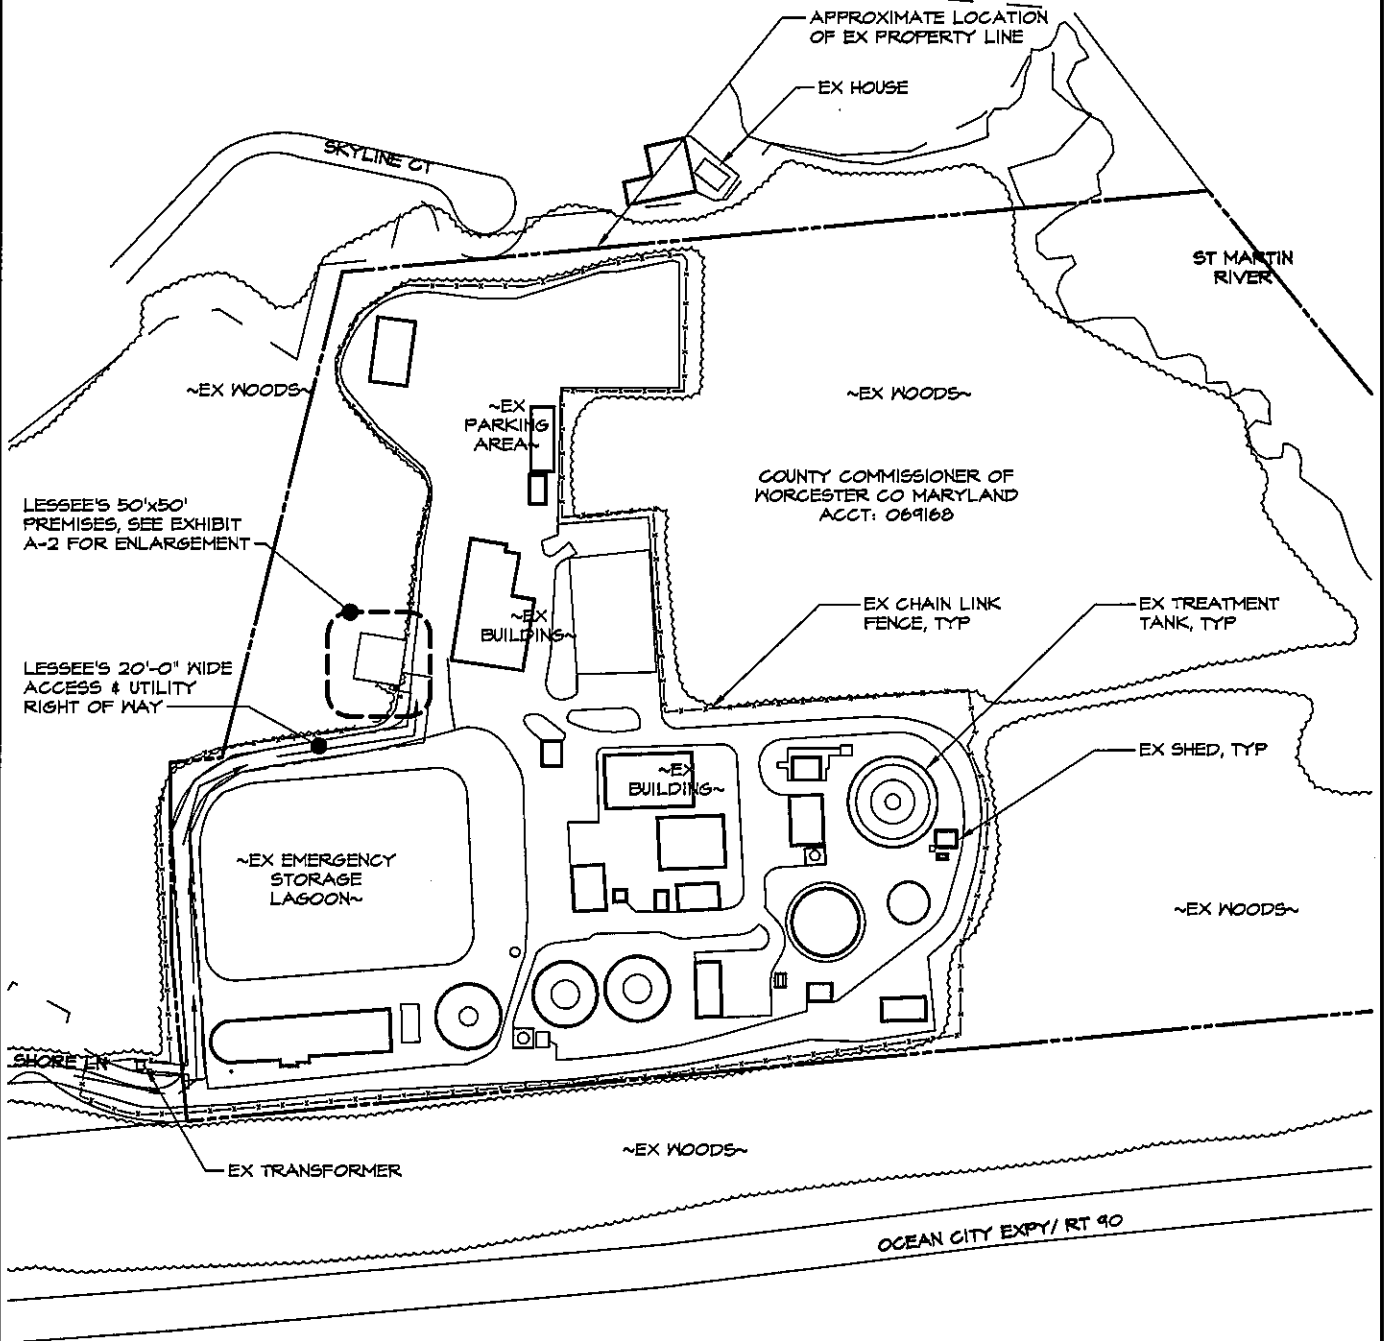 APPROXIMATE LOCATION
OF EX PROPERTY LINE
EX HOUSE
SKYLINE CT
ST MARTIN
RIVER
~EX WOODS~
~EX WOODS~
~EX
PARKING
AREA~
COUNTY COMMISSIONER OF
WORCESTER CO MARYLAND
ACCT: 069168
LESSEE'S 50'x50'
PREMISES, SEE EXHIBIT
A-2 FOR ENLARGEMENT
EX CHAIN LINK
FENCE, TYP
EX TREATMENT
TANK, TYP
~EX
BUILDING~
LESSEE'S 20'-0" WIDE
ACCESS & UTILITY
RIGHT OF WAY
EX SHED, TYP
~EX
BUILDING~
~EX EMERGENCY
STORAGE
LAGOON~
~EX WOODS~
SHORE LN
~EX WOODS~
EX TRANSFORMER
OCEAN CITY EXPY/ RT 90